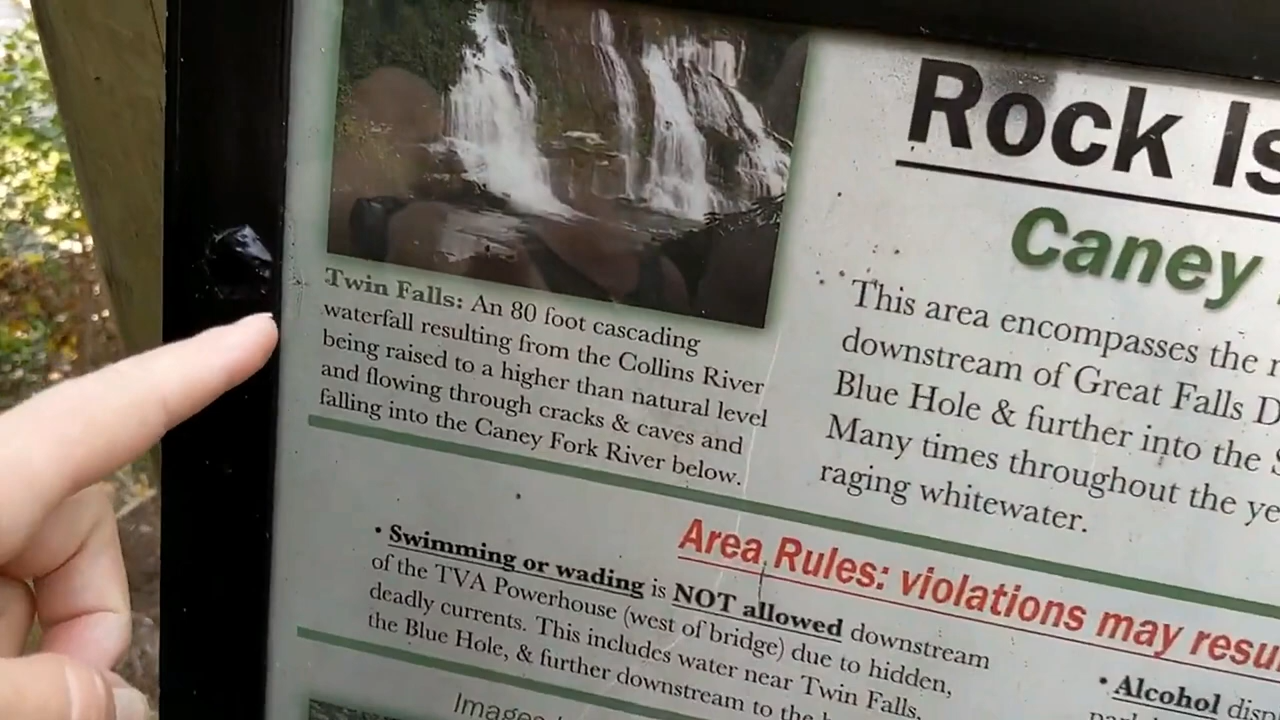 Rock
Caney
Twin Falls: An 80 foot cascading
waterfall resulting from the Collins River
being raised to a higher than natural level
and flowing through cracks & caves and
falling into the Caney Fork River below.
This area encompasses the
downstream of Great Falls
Blue Hole & further into the
Many times throughout the
raging whitewater.
Area Rules: violations may
• Swimming or wading is NOT allowed downstream
of the TVA Powerhouse (west of bridge) due to hidden,
deadly currents. This includes water near Twin Falls,
the Blue Hole, & further downstream to the
• Alcohol
Images